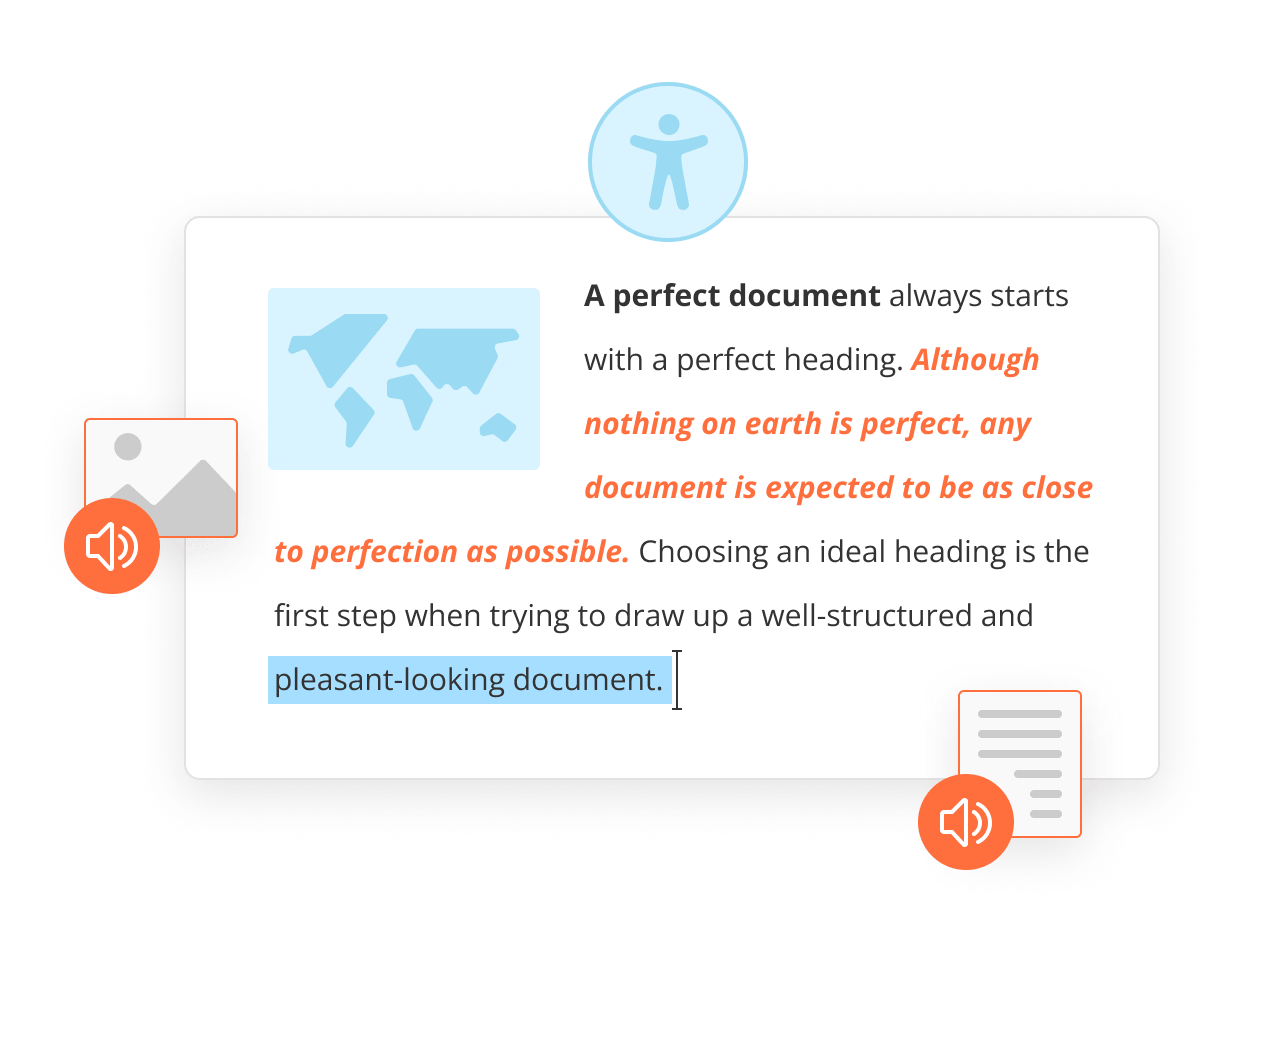 A perfect document always starts
with a perfect heading. Although
nothing on earth is perfect, any
document is expected to be as close
to perfection as possible. Choosing an ideal heading is the
first step when trying to draw up a well-structured and
pleasant-looking document.